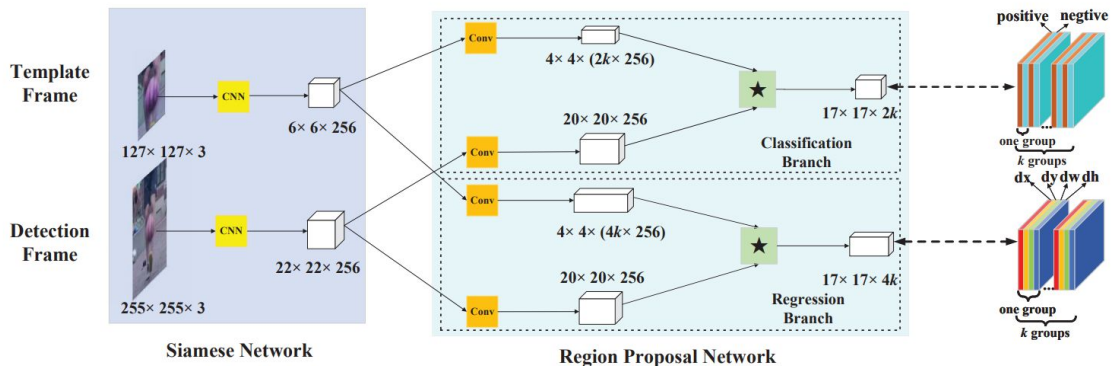 Template
Frame
127× 127× 3
CNN
6× 6× 256
Detection
Frame
255× 255× 3
CNN
22× 22× 256
Siamese Network
Conv
4× 4× (2k× 256)
Conv
20× 20× 256
★
17× 17× 2k
Classification
Branch
Conv
4× 4× (4k× 256)
Conv
20× 20× 256
★
17× 17× 4k
Regression
Branch
Region Proposal Network
positive
negtive
one group
...
k groups
dx
dy
dw
dh
one group
...
k groups